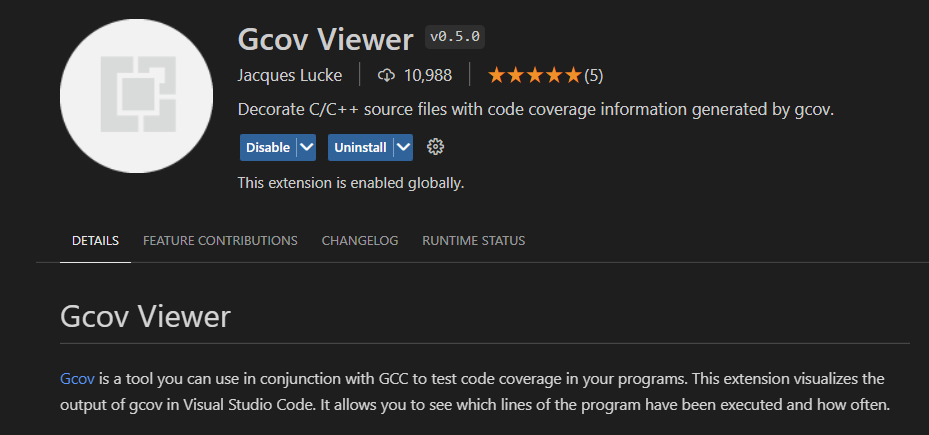 Gcov Viewer v0.5.0
Jacques Lucke 10,988 (5)
Decorate C/C++ source files with code coverage information generated by gcov.
Disable Uninstall
This extension is enabled globally.
DETAILS FEATURE CONTRIBUTIONS CHANGELOG RUNTIME STATUS
Gcov Viewer
Gcov is a tool you can use in conjunction with GCC to test code coverage in your programs. This extension visualizes the
output of gcov in Visual Studio Code. It allows you to see which lines of the program have been executed and how often.